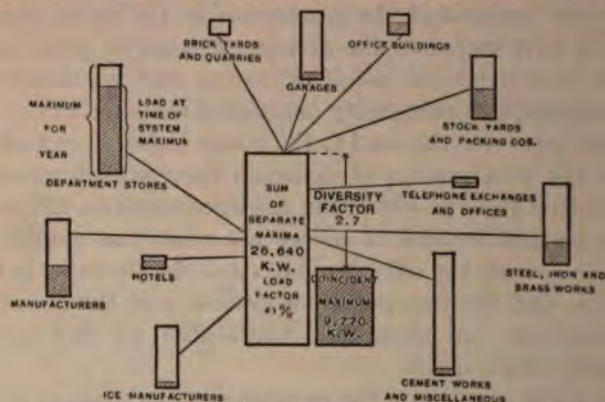 BRICK YARDS
AND QUARRIES
GARAGES
OFFICE BUILDINGS
STOCK YARDS
AND PACKING COS.
MAXIMUM
FOR
YEAR
LOAD AT
TIME OF
SYSTEM
MAXIMUM
DEPARTMENT STORES
SUM
OF
SEPARATE
MAXIMA
26,640
K.W.
LOAD
FACTOR
41%
DIVERSITY
FACTOR
2.7
COINCIDENT
MAXIMUM
9,770
K.W.
TELEPHONE EXCHANGES
AND OFFICES
STEEL, IRON AND
BRASS WORKS
MANUFACTURERS
HOTELS
ICE MANUFACTURERS
CEMENT WORKS
AND MISCELLANEOUS